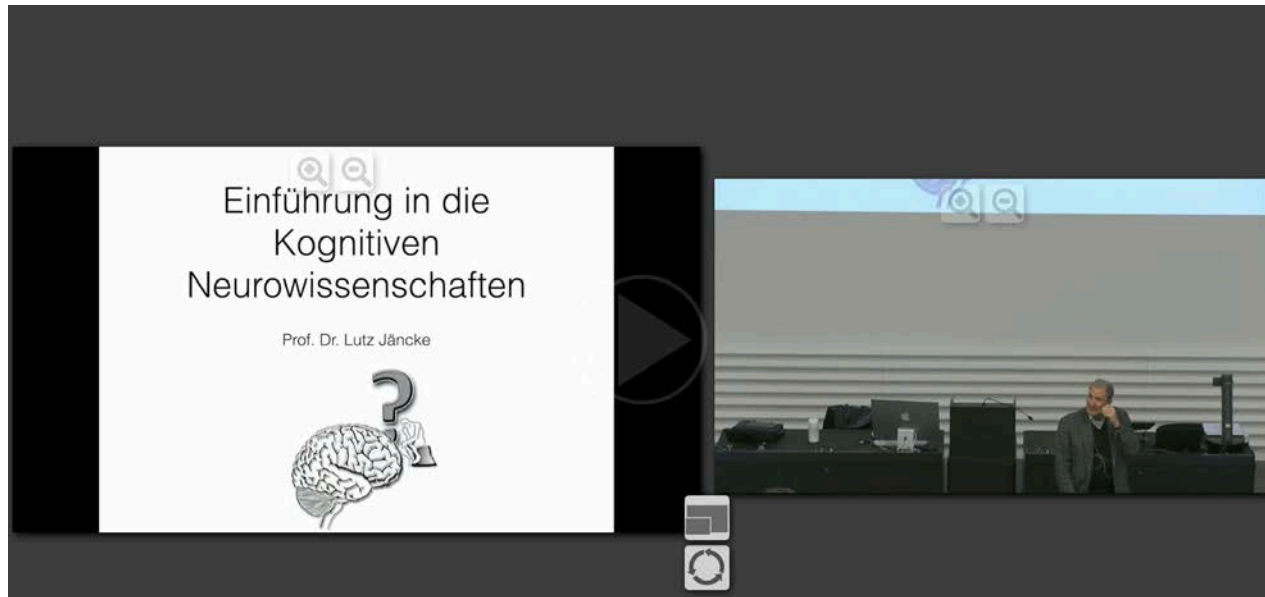 Einführung in die
Kognitiven
Neurowissenschaften
Prof. Dr. Lutz Jäncke
?